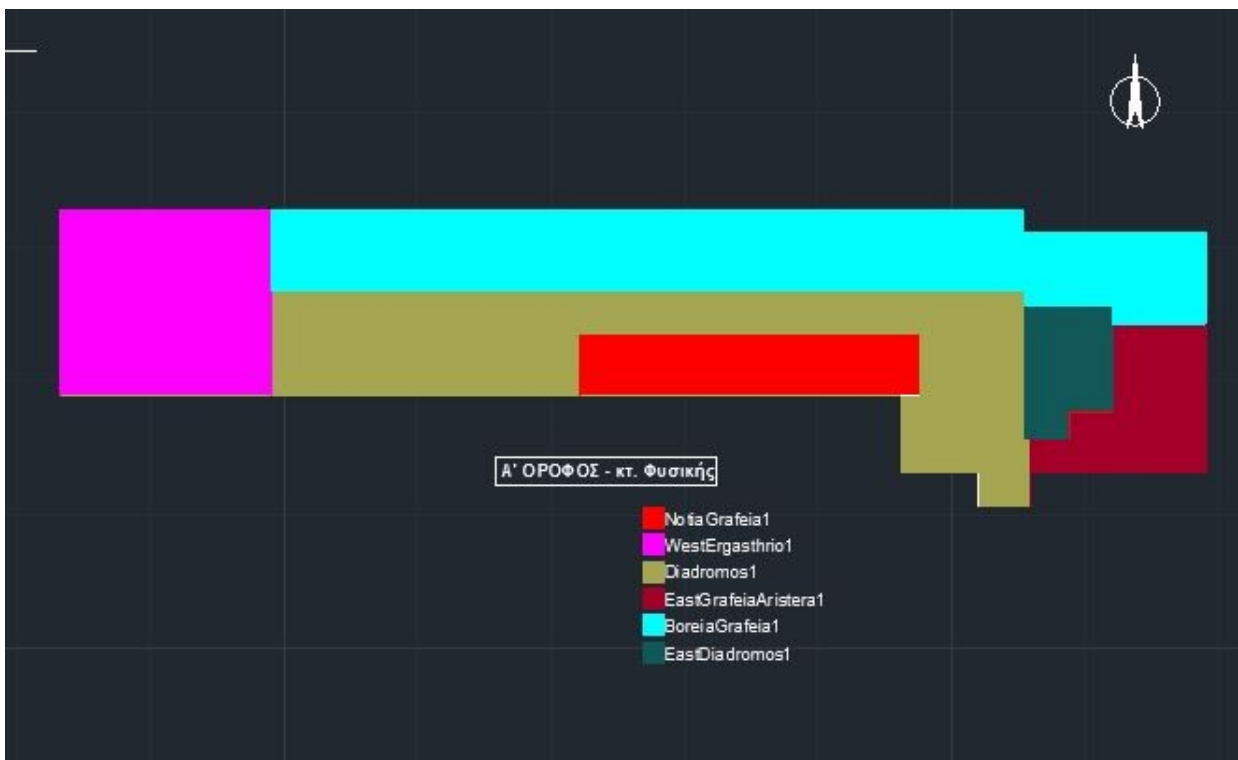 Α' ΟΡΟΦΟΣ - κτ. Φυσικής
NotiaGrafeia1
WestErgasthrio1
Diadromos1
EastGrafeiaAristera1
BoreiaGrafeia1
EastDiadromos1